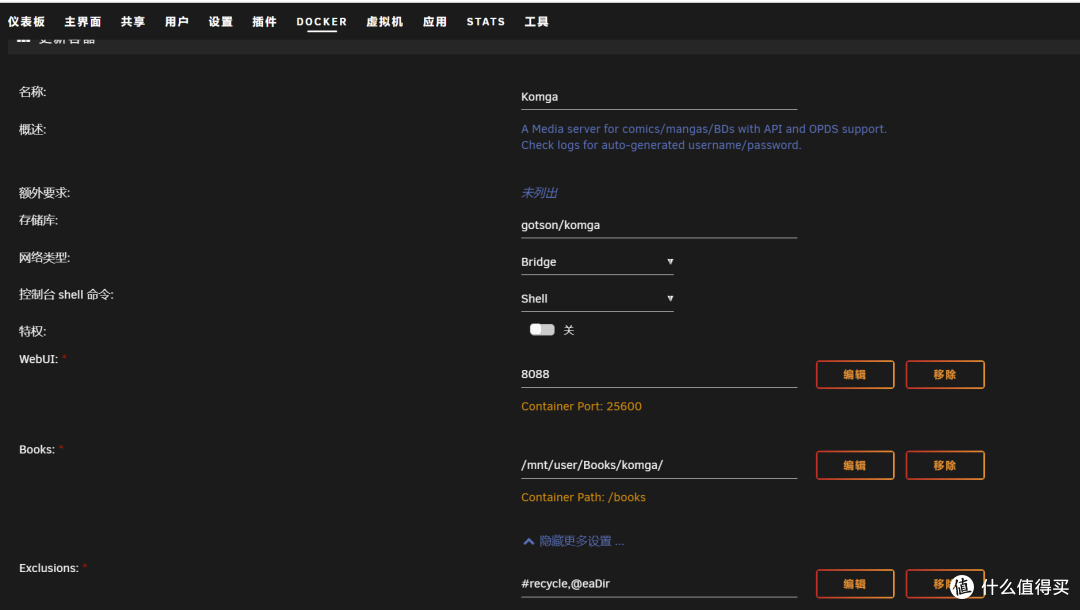 仪表板 主界面 共享 用户 设置 插件 DOCKER 虚拟机 应用 STATS 工具
更新容器
名称:
Komga
概述:
A Media server for comics/mangas/BDs with API and OPDS support.
Check logs for auto-generated username/password.
额外要求:
未列出
存储库:
gotson/komga
网络类型:
Bridge
控制台 shell 命令:
Shell
特权:
关
WebUI: *
8088
编辑
移除
Container Port: 25600
Books: *
/mnt/user/Books/komga/
编辑
移除
Container Path: /books
隐藏更多设置 ...
Exclusions: *
#recycle,@eaDir
编辑
移除
值 什么值得买